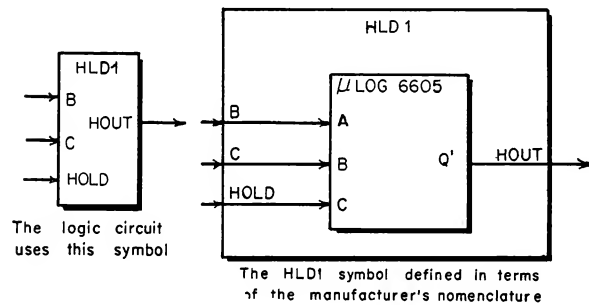 HLD1
B
C
HOUT
HOLD
The logic circuit
uses this symbol
HLD 1
μLOG 6605
B
A
C
B
Q'
HOUT
HOLD
C
The HLD1 symbol defined in terms
of the manufacturer's nomenclature